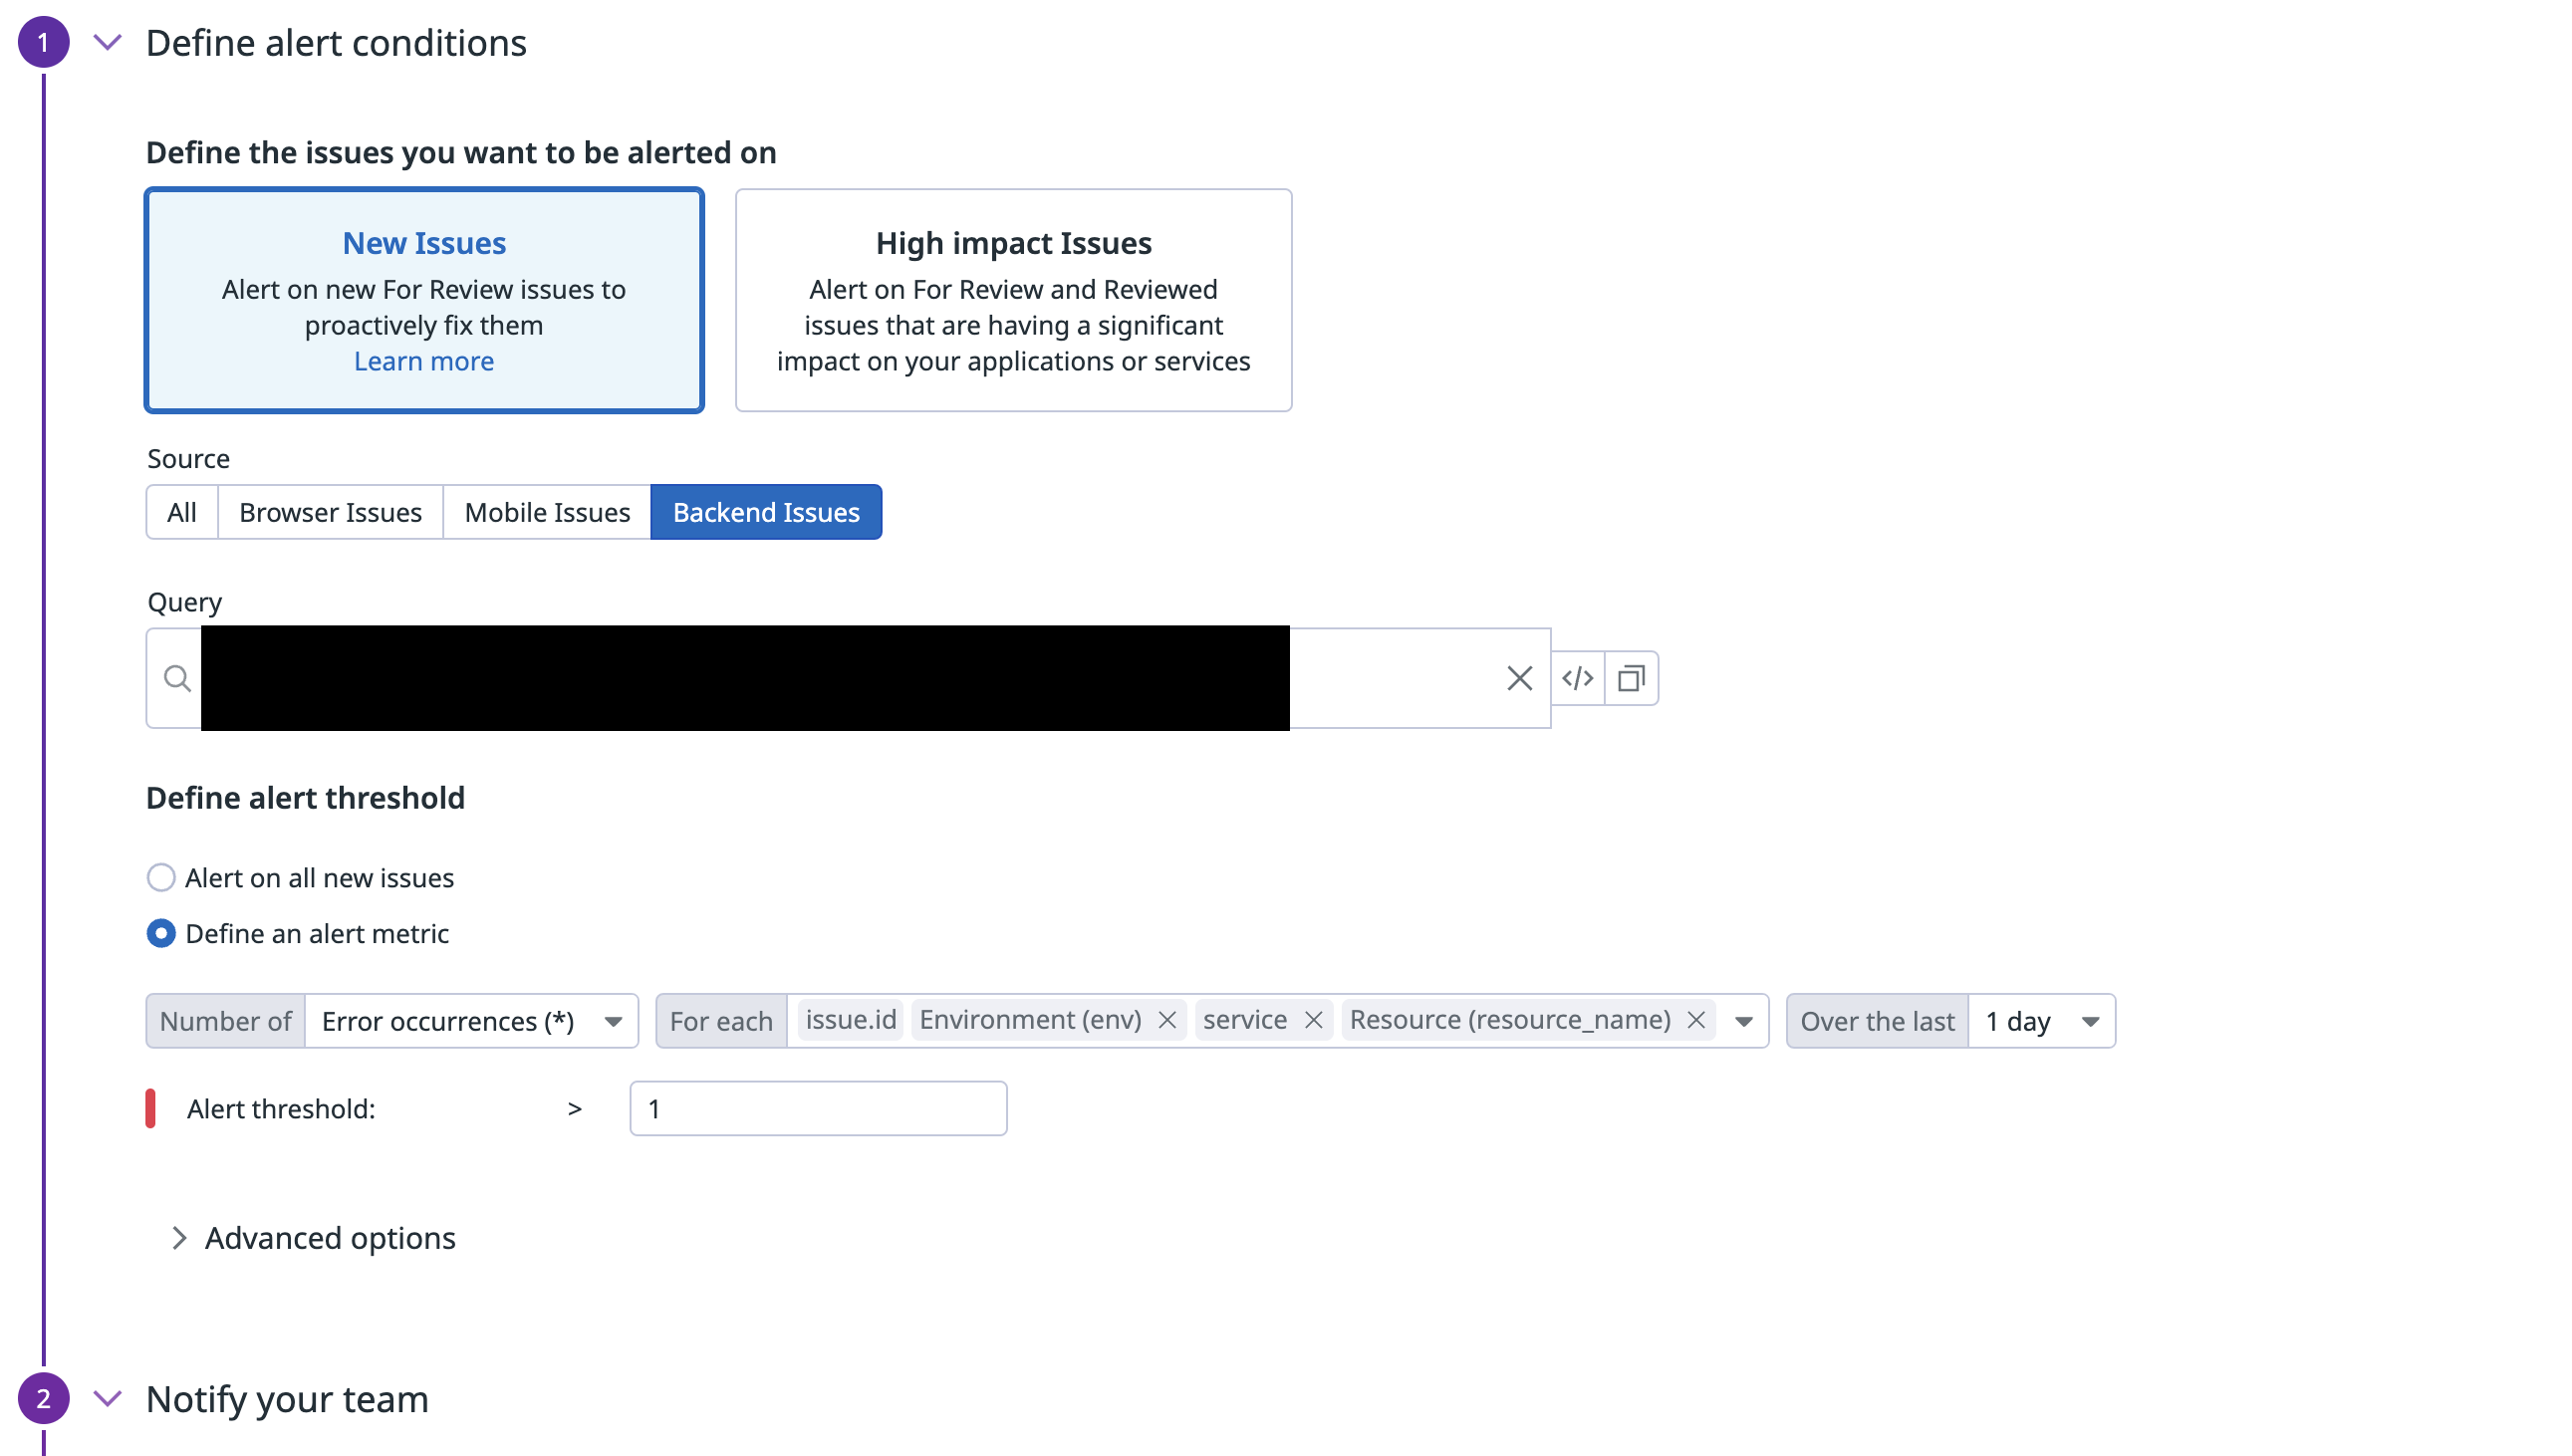 1 Define alert conditions
Define the issues you want to be alerted on
New Issues
Alert on new For Review issues to
proactively fix them
Learn more
High impact Issues
Alert on For Review and Reviewed
issues that are having a significant
impact on your applications or services
Source
All Browser Issues Mobile Issues Backend Issues
Query
</>
Define alert threshold
Alert on all new issues
Define an alert metric
Number of Error occurrences (*) For each issue.id Environment (env) service Resource (resource_name) Over the last 1 day
Alert threshold: > 1
Advanced options
2 Notify your team